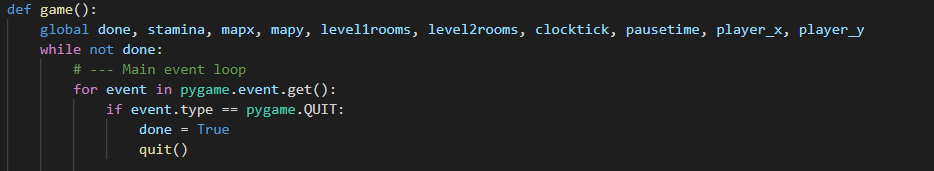 def game():
    global done, stamina, mapx, mapy, level1rooms, level2rooms, clocktick, pausetime, player_x, player_y
    while not done:
        # --- Main event loop
        for event in pygame.event.get():
            if event.type == pygame.QUIT:
                done = True
                quit()